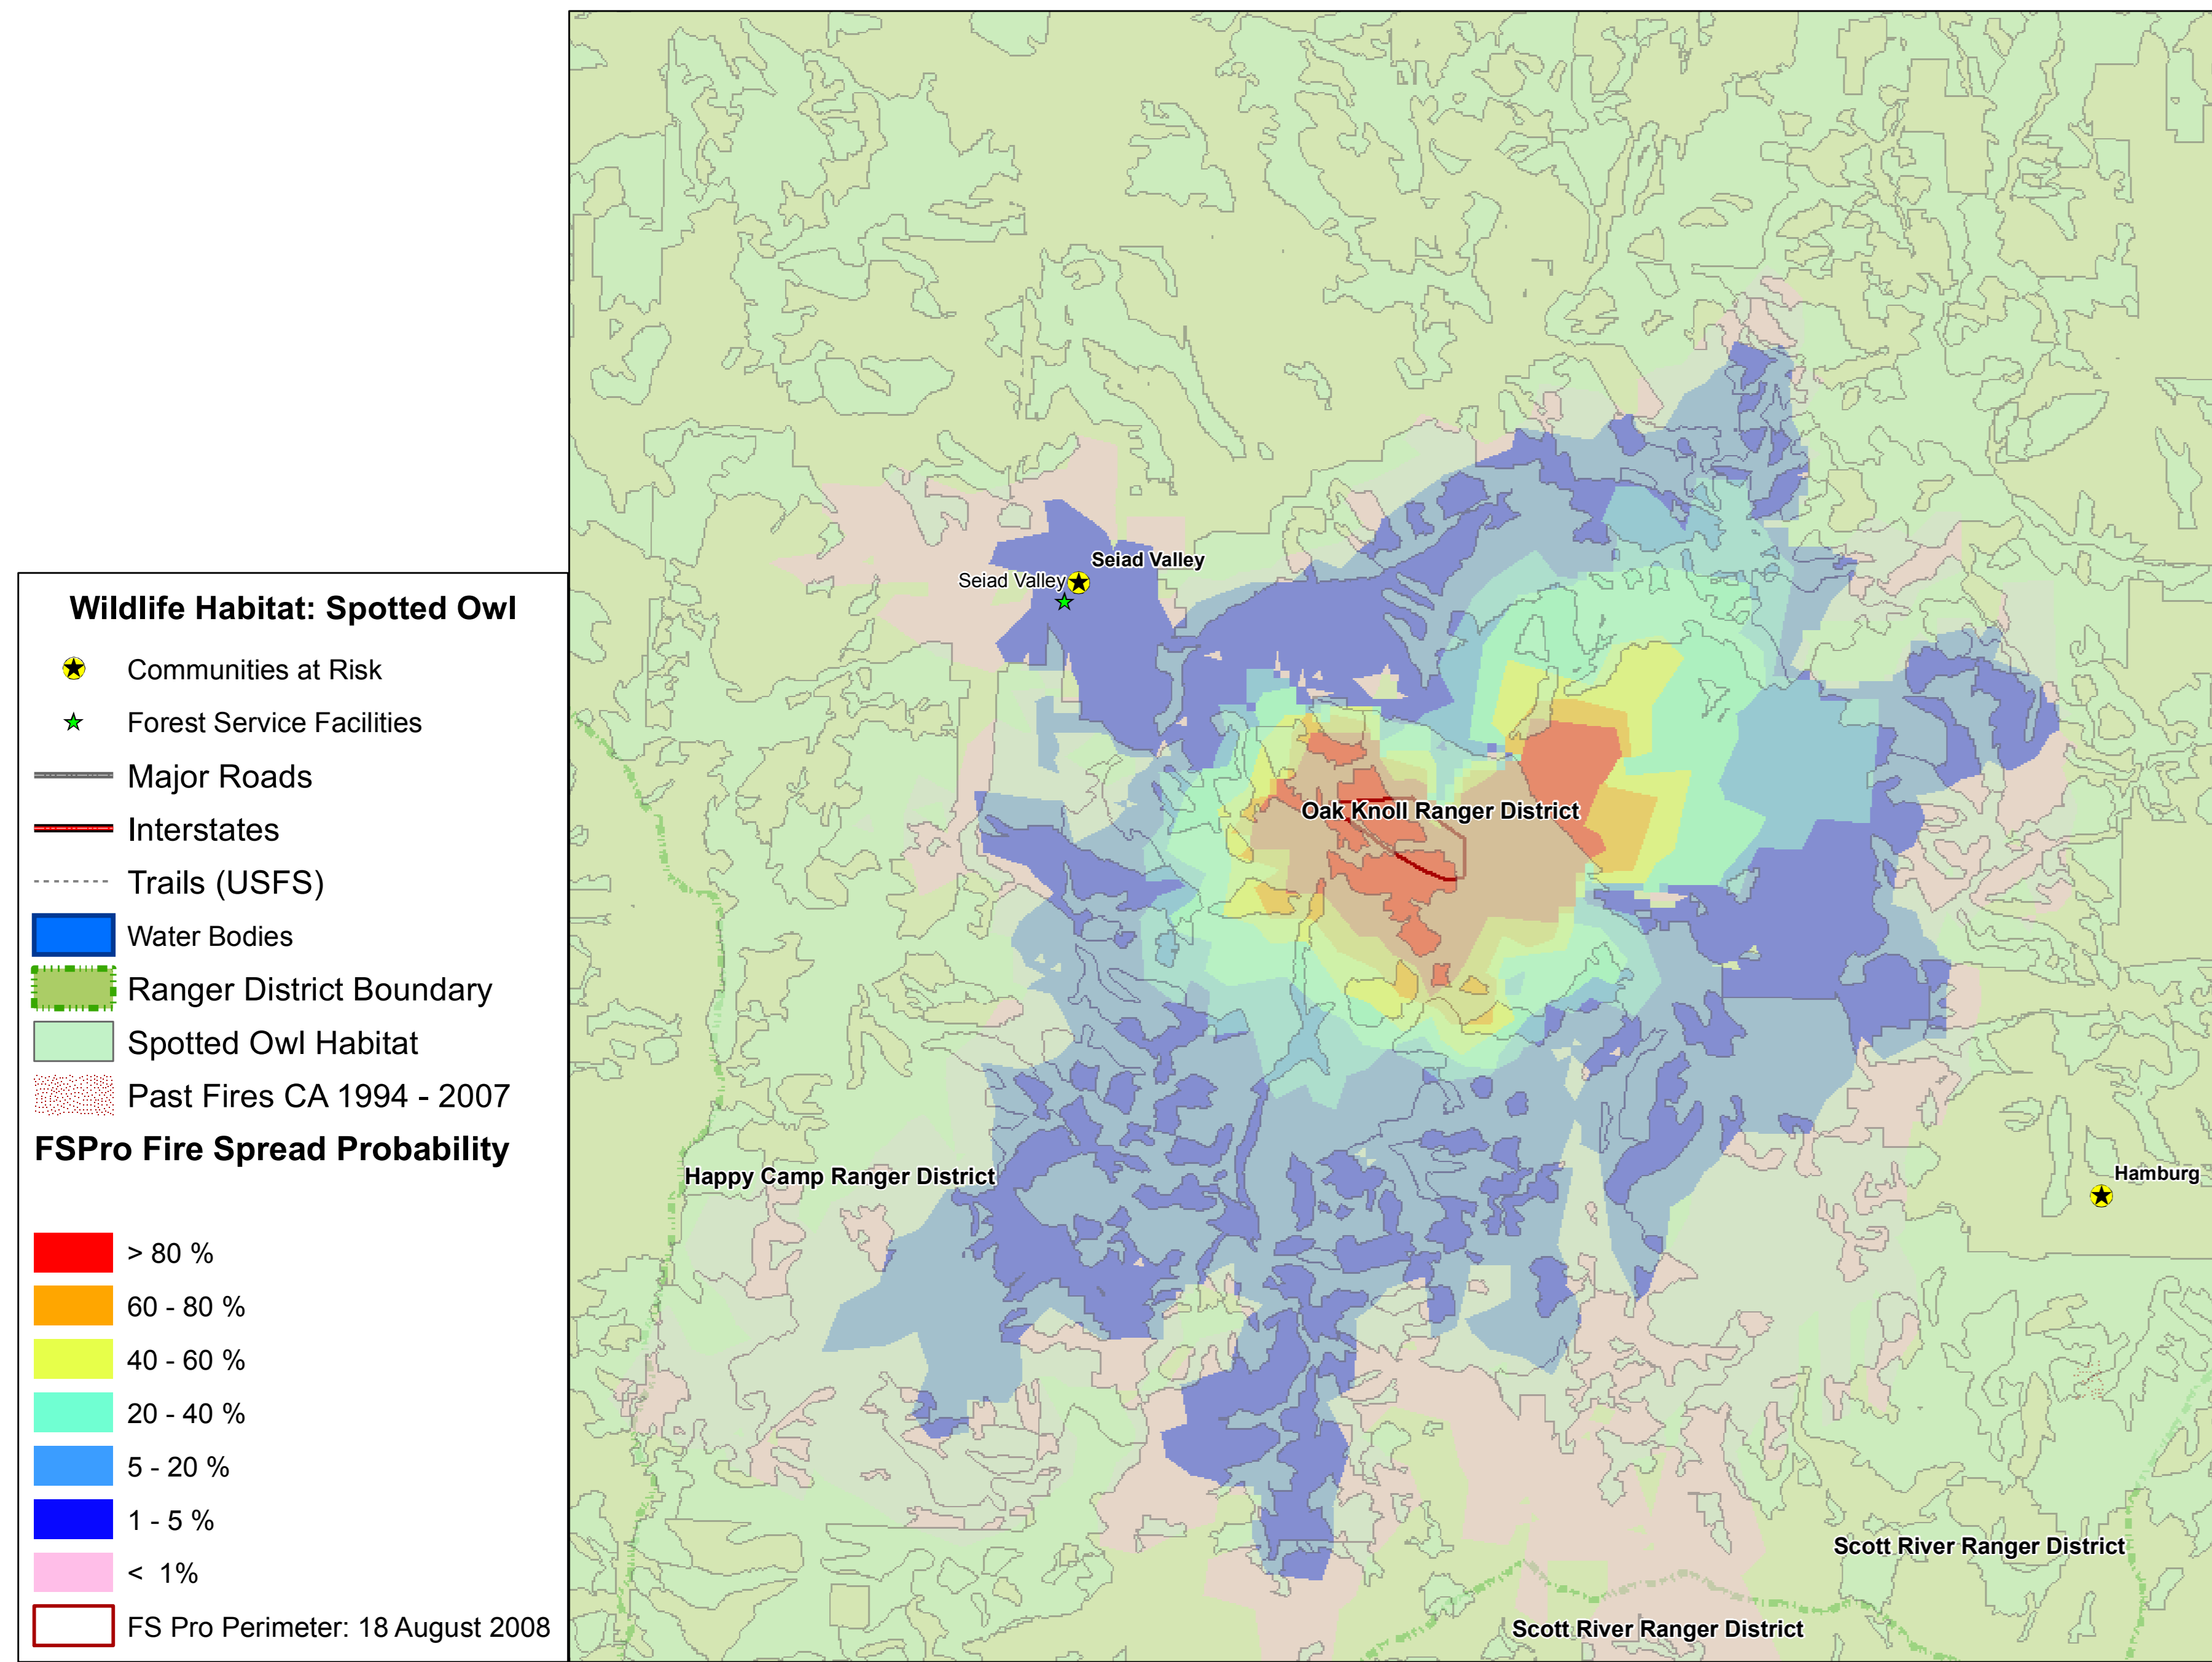 Wildlife Habitat: Spotted Owl
Communities at Risk
Forest Service Facilities
Major Roads
Interstates
Trails (USFS)
Water Bodies
Ranger District Boundary
Spotted Owl Habitat
Past Fires CA 1994 - 2007
FSPro Fire Spread Probability
> 80 %
60 - 80 %
40 - 60 %
20 - 40 %
5 - 20 %
1 - 5 %
< 1%
FS Pro Perimeter: 18 August 2008
Seiad Valley
Seiad Valley
Oak Knoll Ranger District
Happy Camp Ranger District
Hamburg
Scott River Ranger District
Scott River Ranger District